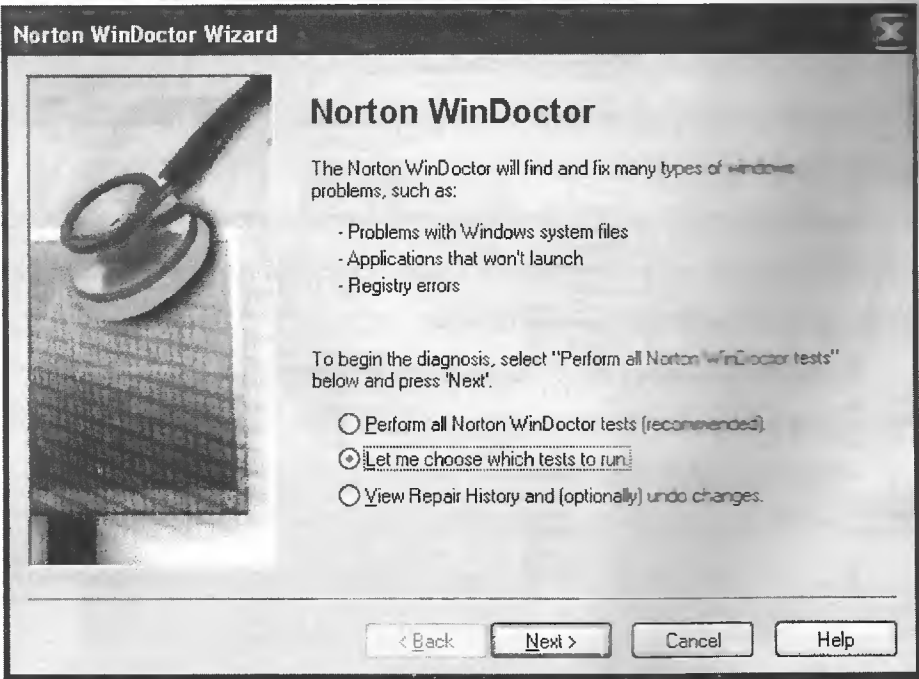 Norton WinDoctor Wizard
Norton WinDoctor
The Norton WinDoctor will find and fix many types of windows
problems, such as:
- Problems with Windows system files
- Applications that won't launch
- Registry errors
To begin the diagnosis, select "Perform all Norton WinDoctor tests"
below and press 'Next'.
Perform all Norton WinDoctor tests (recommended)
Let me choose which tests to run.
View Repair History and (optionally) undo changes.
< Back
Next >
Cancel
Help